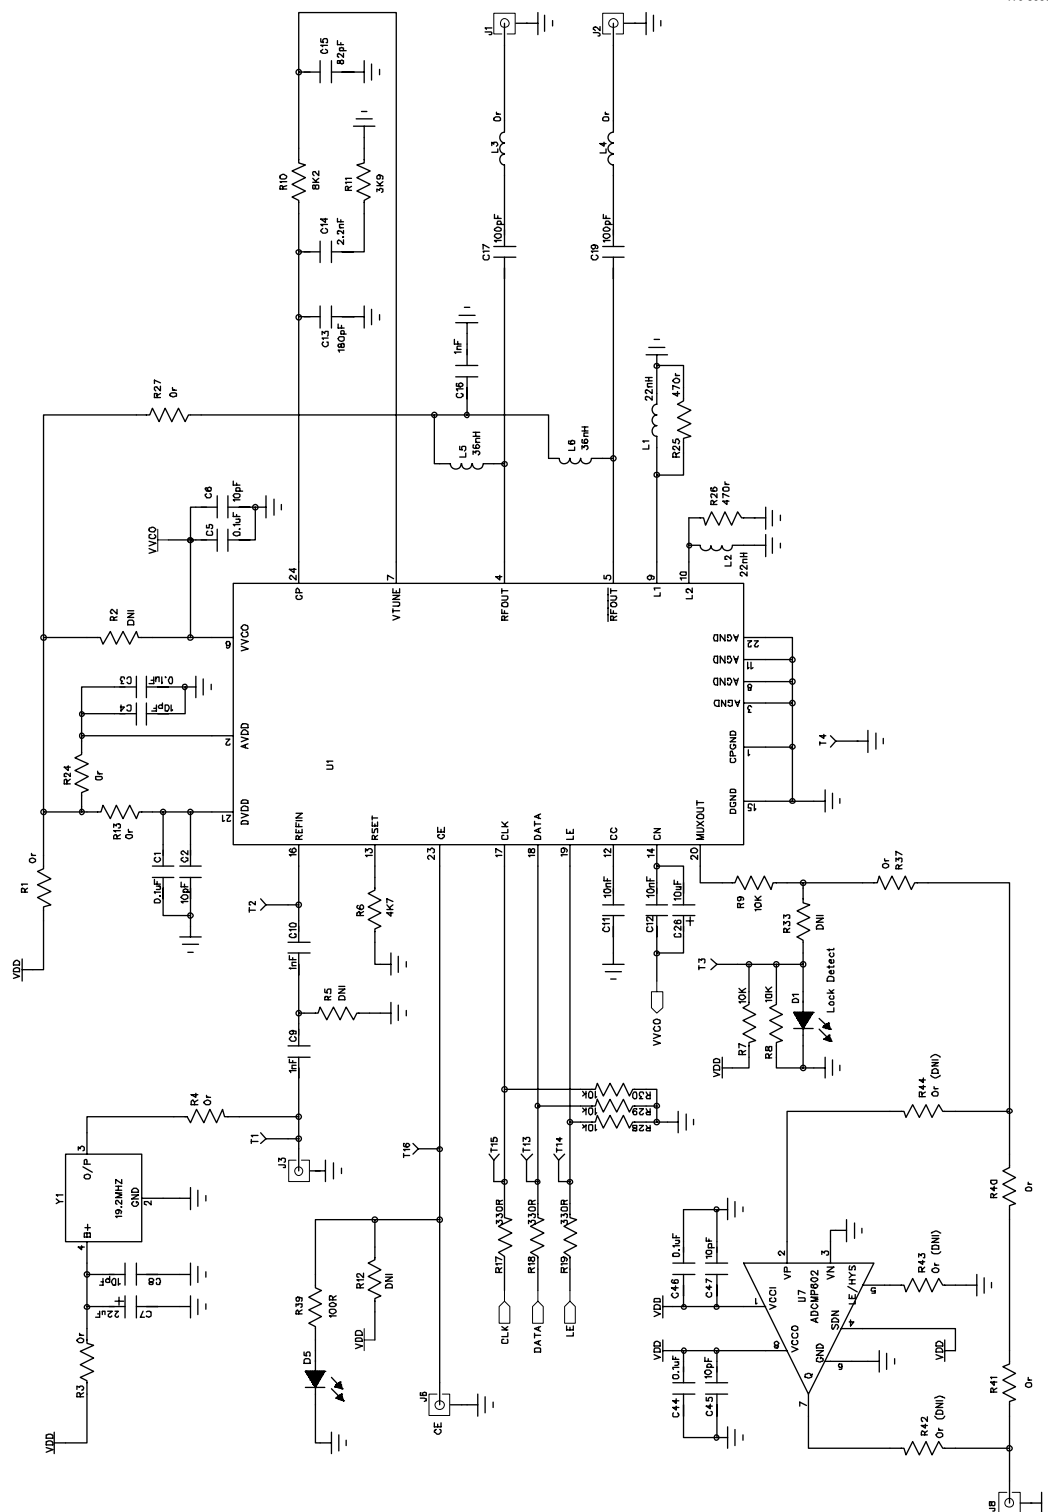 J1
J2
C15
82pF
R10
8K2
R11
3K9
C14
2.2nF
C13
180pF
L3
0r
L4
0r
C17
100pF
C19
100pF
R27
0r
1nF
C16
L5
36nH
L6
36nH
22nH
L1
470r
R25
R26
470r
L2
22nH
VVCO
C6
10pF
C5
0.1uF
R2
DNI
C3
0.1uF
C4
10pF
R24
0r
R13
0r
R1
0r
VDD
C1
0.1uF
C2
10pF
24
CP
7
VTUNE
4
RFOUT
5
RFOUT
9
L1
10
L2
6
VVCO
2
AVDD
21
DVDD
U1
AGND
22
AGND
11
AGND
8
AGND
3
CPGND
1
DGND
15
T4
REFIN
16
RSET
13
CE
23
CLK
17
DATA
18
LE
19
CC
12
CN
14
MUXOUT
20
T2
C10
1nF
R6
4K7
R5
DNI
C9
1nF
R4
0r
T1
J3
Y1
O/P
3
19.2MHZ
GND
2
B+
4
10pF
C8
22uF
C7
R3
0r
VDD
10nF
C11
10nF
C12
10uF
C26
+
VVCO
R9
10K
0r
R37
R33
DNI
T3
10K
R7
10K
R8
D1
Lock Detect
VDD
T16
R30
10k
R29
10k
R28
10k
T15
T13
T14
330R
R17
330R
R18
330R
R19
CLK
DATA
LE
R39
100R
R12
DNI
VDD
D5
J6
CE
R44
0r (DNI)
R40
0r
R43
0r (DNI)
R41
0r
R42
0r (DNI)
0.1uF
C46
10pF
C47
VDD
VDD
0.1uF
C44
10pF
C45
2
VP
3
VN
U7
ADCMP602
LE/HYS
5
VCCI
1
VCCO
8
SDN
4
GND
6
Q
7
VDD
J8